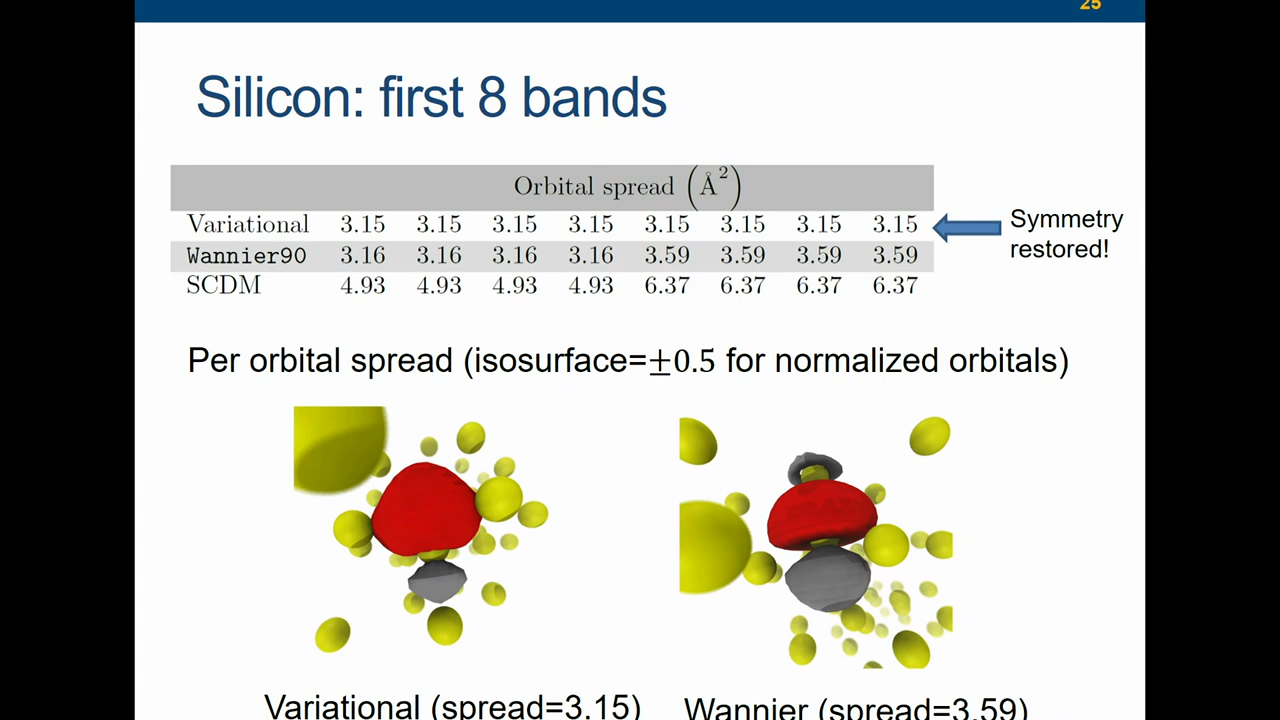 25
Silicon: first 8 bands
Orbital spread (Å²)
Variational 3.15 3.15 3.15 3.15 3.15 3.15 3.15 3.15
Wannier90 3.16 3.16 3.16 3.16 3.59 3.59 3.59 3.59
SCDM 4.93 4.93 4.93 4.93 6.37 6.37 6.37 6.37
Symmetry
restored!
Per orbital spread (isosurface=±0.5 for normalized orbitals)
Variational (spread=3.15)
Wannier (spread=3.59)